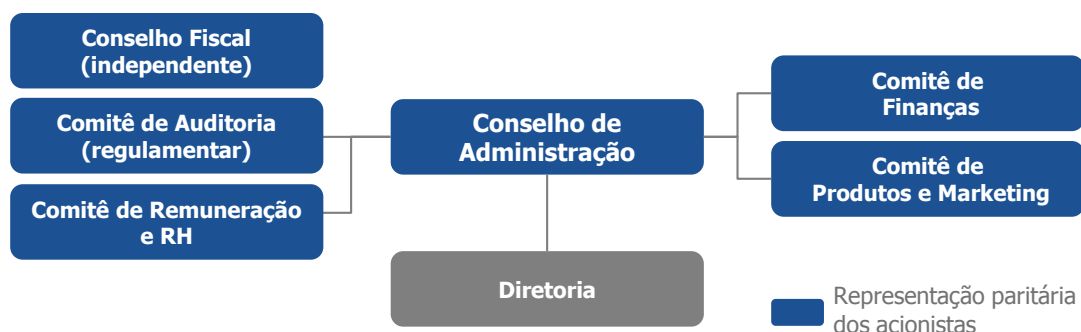 Conselho Fiscal
(independente)
Comitê de Auditoria
(regulamentar)
Comitê de Remuneração
e RH
Conselho de
Administração
Diretoria
Comitê de
Finanças
Comitê de
Produtos e Marketing
Representação paritária
dos acionistas